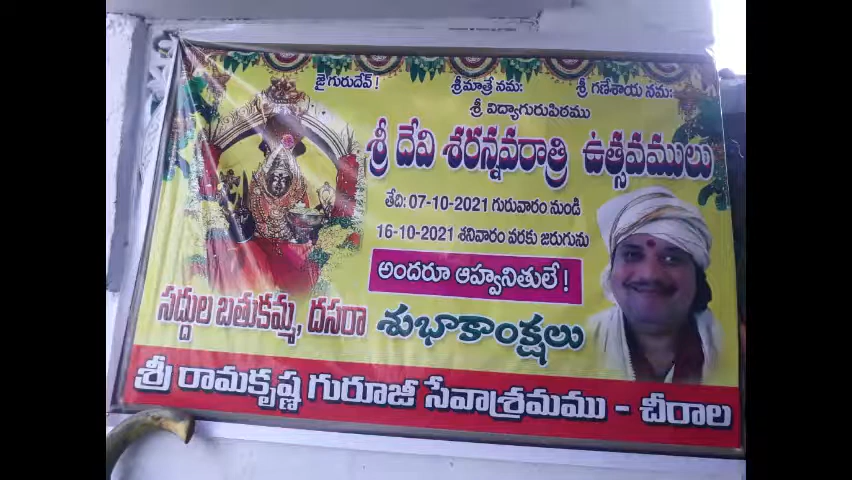 జైగురుదేవ్ ! శ్రీమాత్రే నమః శ్రీ గణేశాయ నమః
శ్రీ విద్యాగురుపీఠము
శ్రీ దేవి శరన్నవరాత్రి ఉత్సవములు
తేది: 07-10-2021 గురువారం నుండి
16-10-2021 శనివారం వరకు జరుగును
అందరూ ఆహ్వనితులే !
సద్దుల బతుకమ్మ, దసరా శుభాకాంక్షలు
శ్రీ రామకృష్ణ గురూజీ సేవాశ్రమము - చీరాల